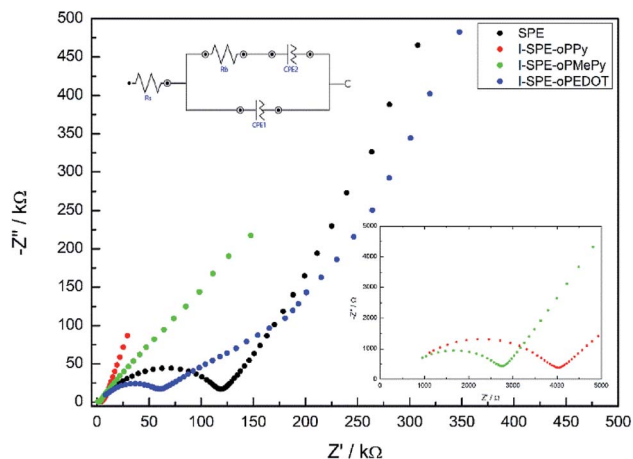 SPE
I-SPE-oPPy
I-SPE-oPMePy
I-SPE-oPEDOT
Rs
Rb
CPE2
CPE1
-Z'' / kΩ
500
450
400
350
300
250
200
150
100
50
0
0 50 100 150 200 250 300 350 400 450 500
Z' / kΩ
-Z'' / Ω
5000
4000
3000
2000
1000
0
0 1000 2000 3000 4000 5000
Z' / Ω